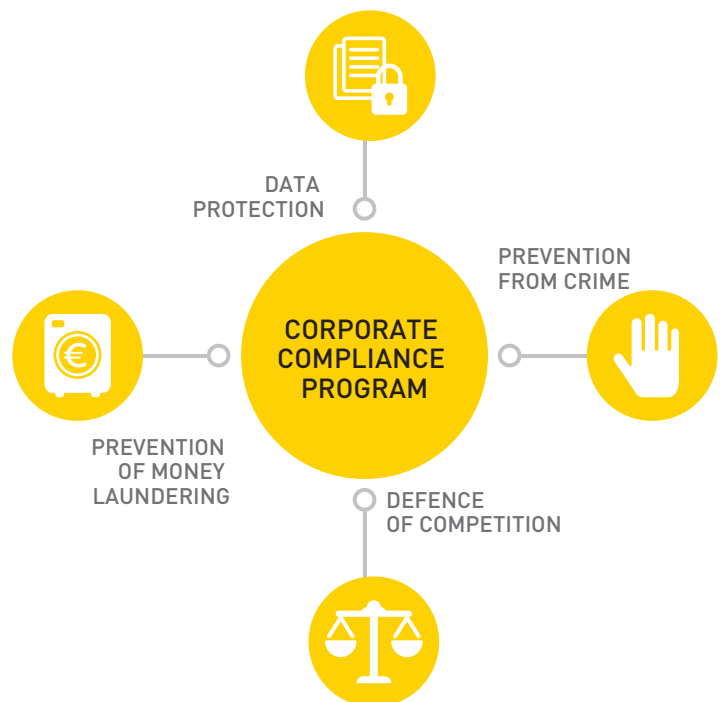 DATA
PROTECTION
PREVENTION
FROM CRIME
CORPORATE
COMPLIANCE
PROGRAM
€
PREVENTION
OF MONEY
LAUNDERING
DEFENCE
OF COMPETITION